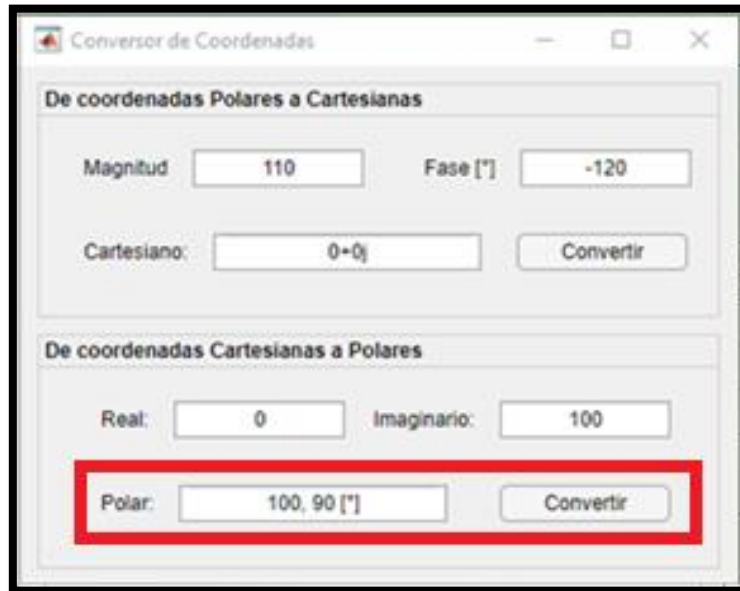 Conversor de Coordenadas
De coordenadas Polares a Cartesianas
Magnitud 110 Fase [°] -120
Cartesiano: 0+0j Convertir
De coordenadas Cartesianas a Polares
Real: 0 Imaginario: 100
Polar: 100, 90 [°] Convertir